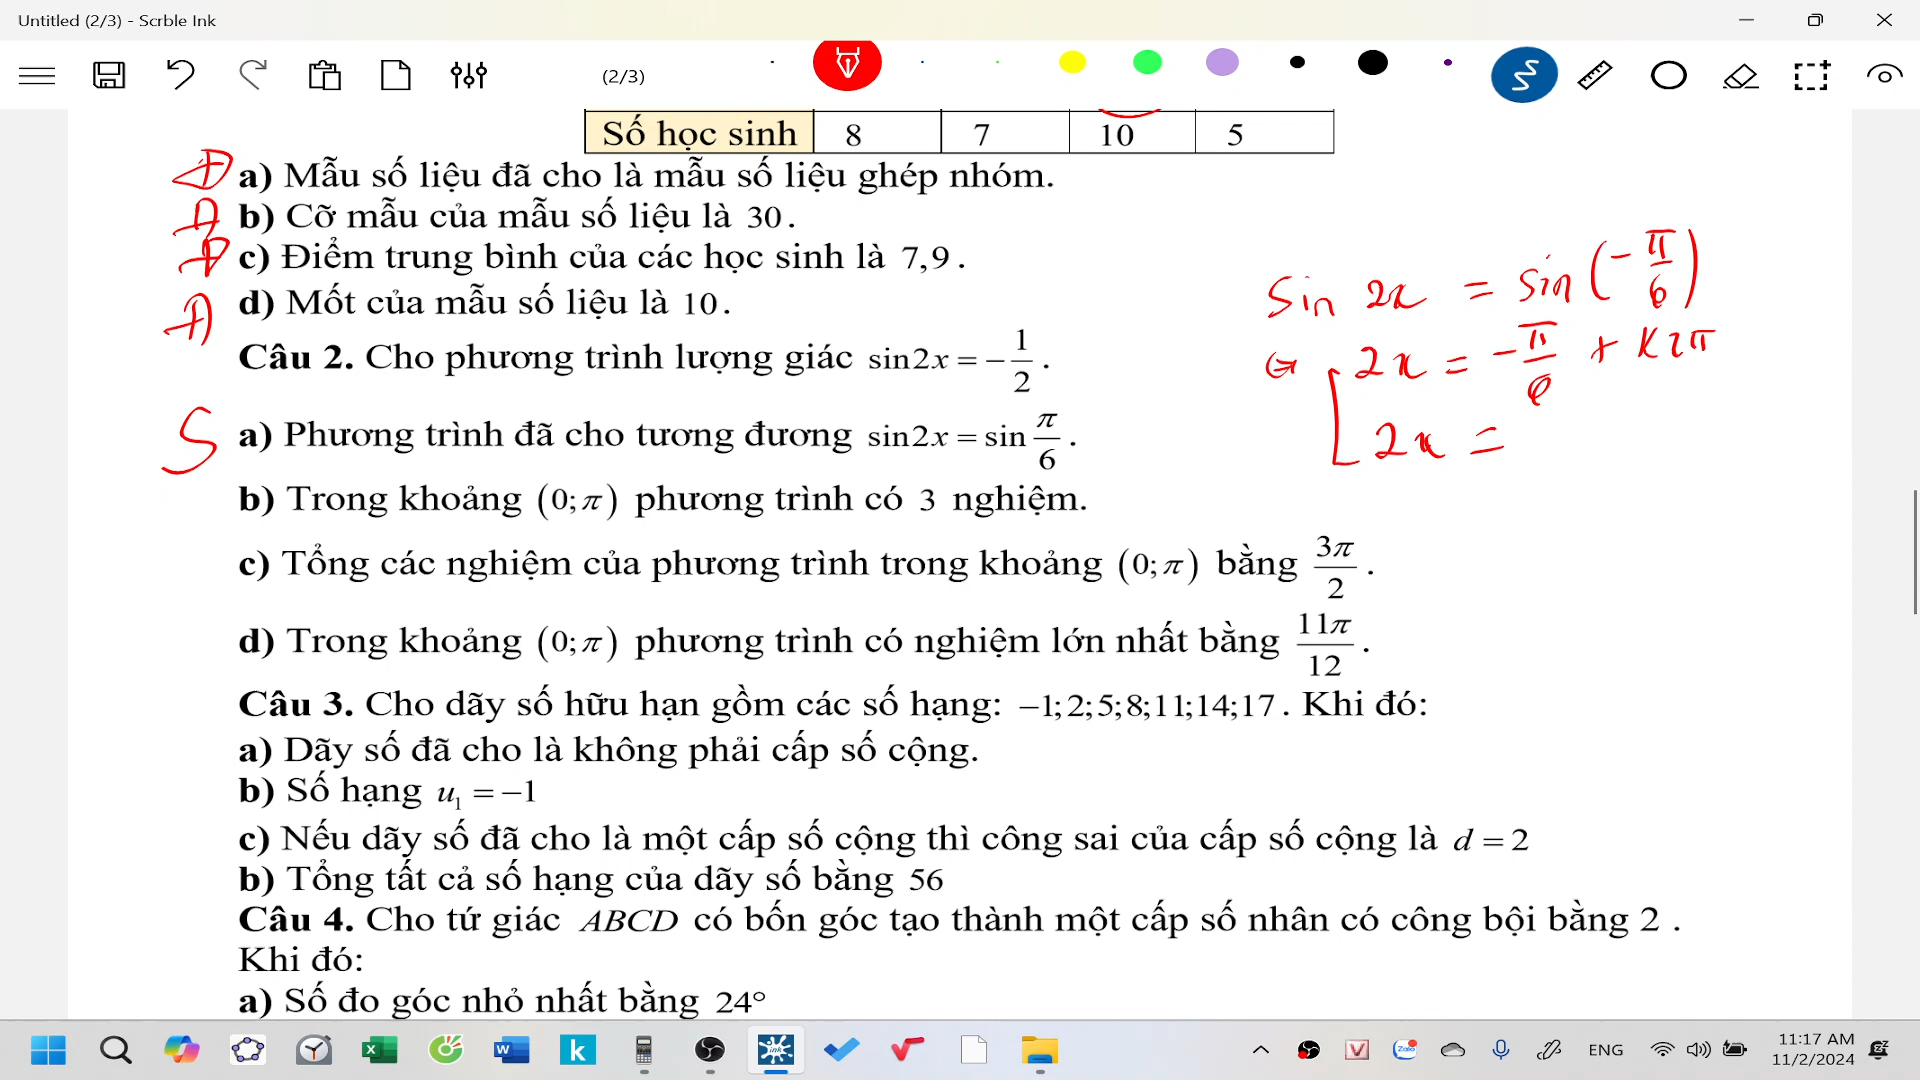 Untitled (2/3) - Scrble Ink
(2/3)
Số học sinh 8 7 10 5
a) Mẫu số liệu đã cho là mẫu số liệu ghép nhóm.
b) Cỡ mẫu của mẫu số liệu là 30.
c) Điểm trung bình của các học sinh là 7,9.
d) Mốt của mẫu số liệu là 10.
Câu 2. Cho phương trình lượng giác sin2x = -1/2.
S a) Phương trình đã cho tương đương sin2x = sin π/6.
b) Trong khoảng (0;π) phương trình có 3 nghiệm.
c) Tổng các nghiệm của phương trình trong khoảng (0;π) bằng 3π/2.
d) Trong khoảng (0;π) phương trình có nghiệm lớn nhất bằng 11π/12.
Câu 3. Cho dãy số hữu hạn gồm các số hạng: −1;2;5;8;11;14;17. Khi đó:
a) Dãy số đã cho là không phải cấp số cộng.
b) Số hạng u₁ = −1
c) Nếu dãy số đã cho là một cấp số cộng thì công sai của cấp số cộng là d = 2
b) Tổng tất cả số hạng của dãy số bằng 56
Câu 4. Cho tứ giác ABCD có bốn góc tạo thành một cấp số nhân có công bội bằng 2 .
Khi đó:
a) Số đo góc nhỏ nhất bằng 24°
sin 2x = sin(-π/6)
⇔ [ 2x = -π/6 + k2π
2x =
ENG
11:17 AM
11/2/2024